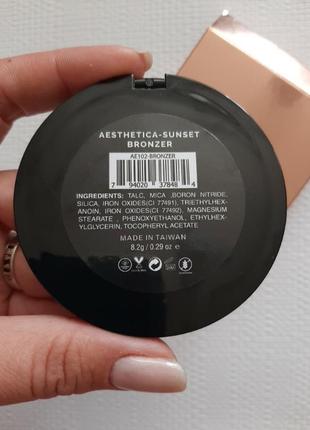 AESTHETICA-SUNSET
BRONZER
AE102-BRONZER
7 94020 37848 4
INGREDIENTS: TALC, MICA ,BORON NITRIDE,
SILICA, IRON OXIDES(CI 77491), TRIETHYLHEX-
ANOIN, IRON OXIDES(CI 77492), MAGNESIUM
STEARATE , PHENOXYETHANOL, ETHYLHEX-
YLGLYCERIN, TOCOPHERYL ACETATE
MADE IN TAIWAN
8.2g / 0.29 oz e